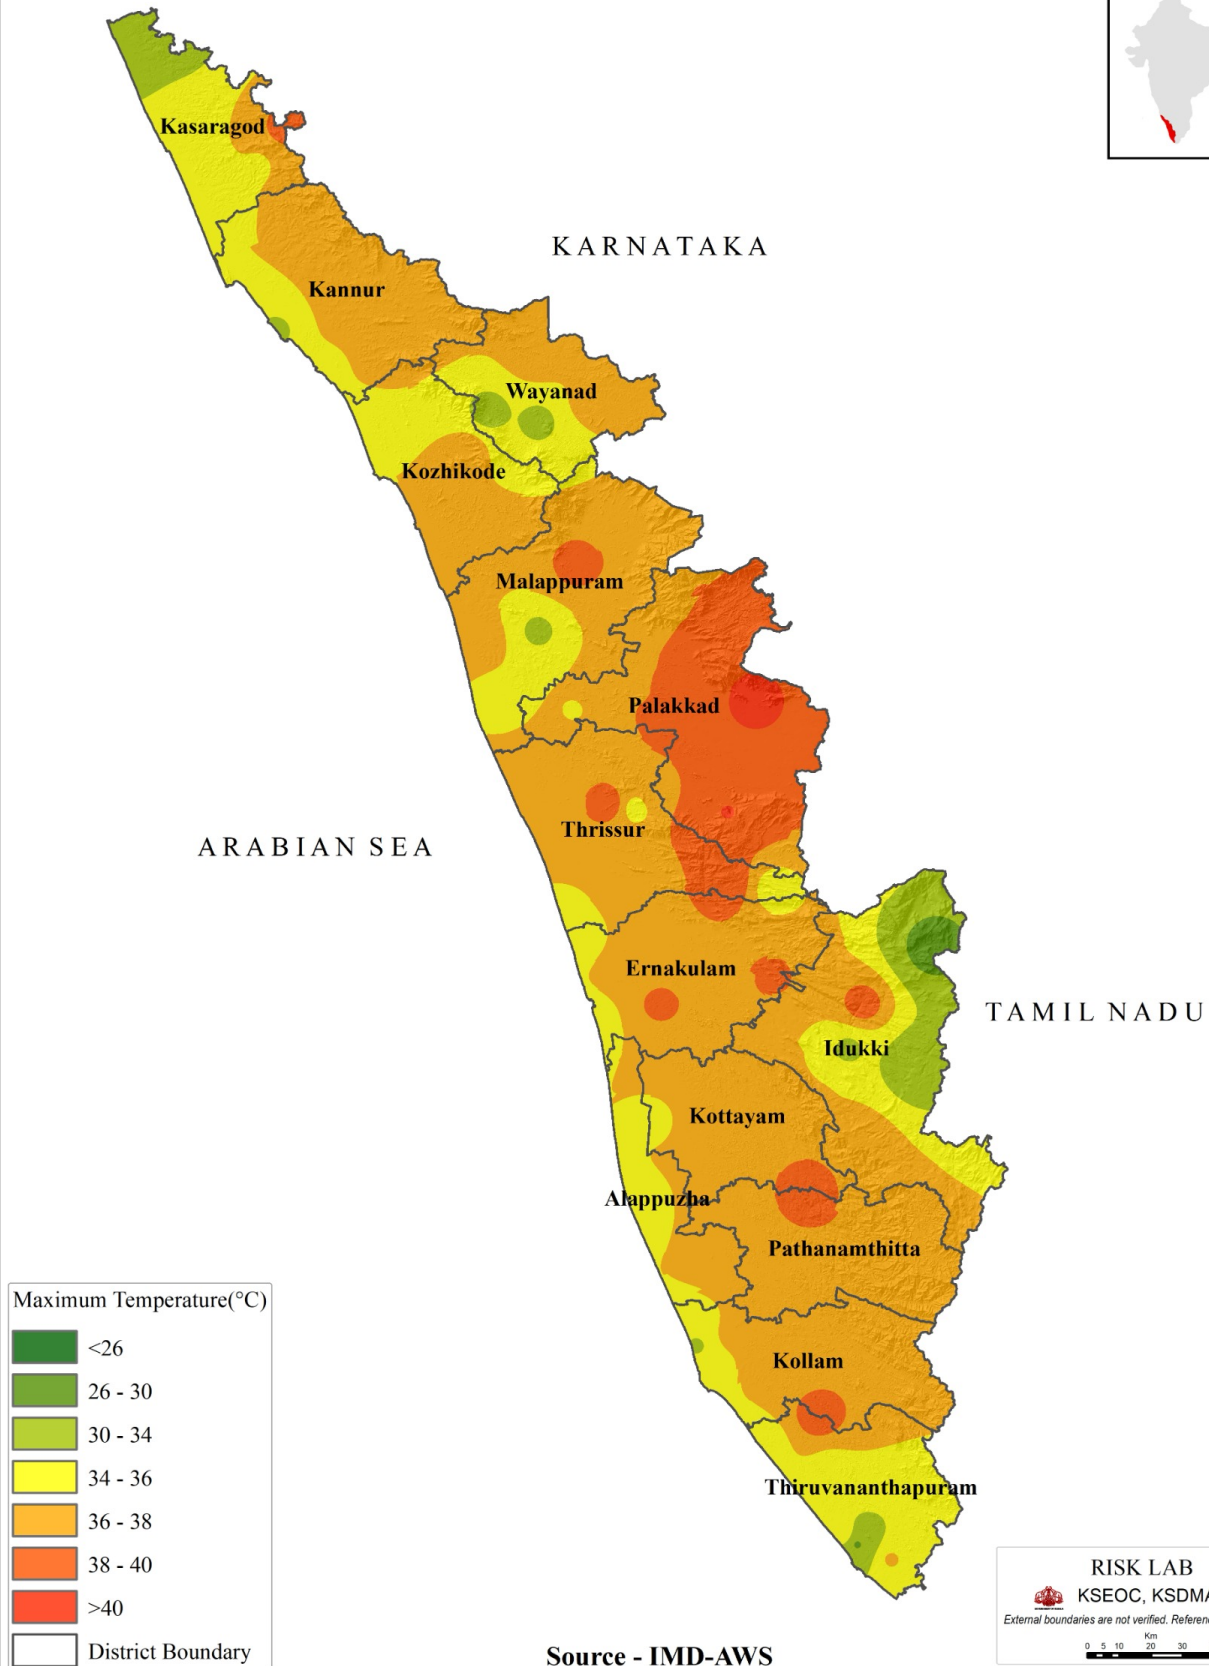 Kasaragod
KARNATAKA
Kannur
Wayanad
Kozhikode
Malappuram
Palakkad
Thrissur
ARABIAN SEA
Ernakulam
TAMIL NADU
Idukki
Kottayam
Alappuzha
Pathanamthitta
Kollam
Thiruvananthapuram
Maximum Temperature(°C)
<26
26 - 30
30 - 34
34 - 36
36 - 38
38 - 40
>40
District Boundary
Source - IMD-AWS
RISK LAB
KSEOC, KSDMA
External boundaries are not verified.
Km
0 5 10 20 30